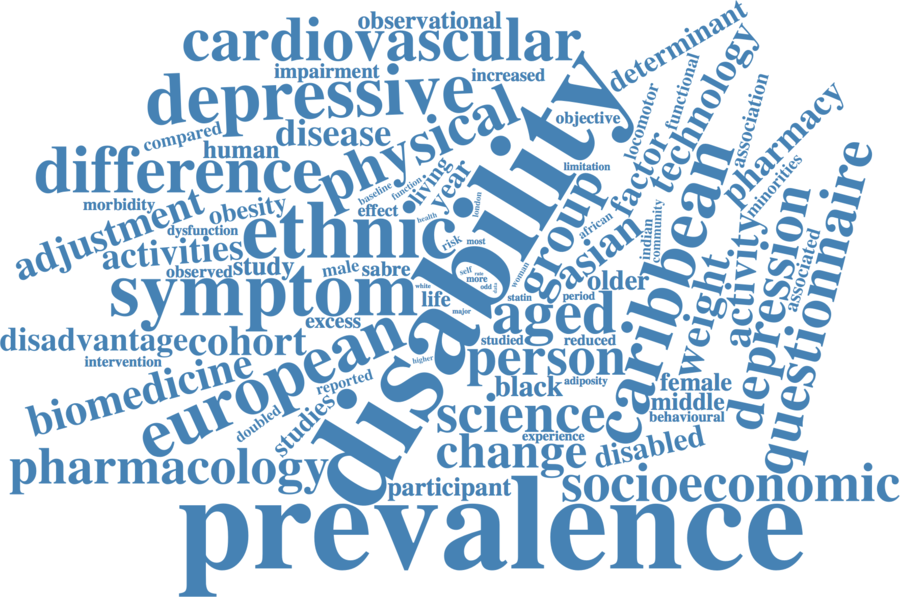 observational
cardiovascular
impairment
increased
determinant
depressive
objective
technology
functional
locomotor
association
pharmacy
compared
disease
human
physical
disability
limitation
factor
minorities
questionnaire
difference
living
year
baseline
function
morbidity
adjustment
obesity
dysfunction
effect
health
london
group
african
asian
indian
community
caribbean
activities
ethnic
risk
most
observed
study
male
sabre
self
rate
more
odd
data
woman
older
activity
depression
associated
symptom
white
life
major
statin
period
weight
excess
aged
disadvantage
cohort
studied
reduced
intervention
european
higher
person
biomedicine
reported
black
adiposity
female
middle
behavioural
doubled
studies
science
experience
change
disabled
pharmacology
participant
socioeconomic
prevalence